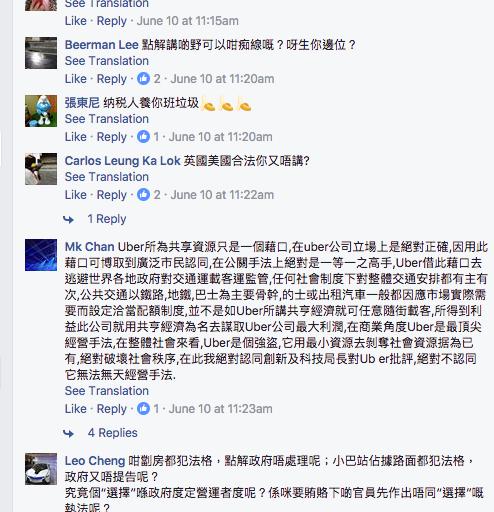 Like · Reply · June 10 at 11:15am
Beerman Lee 點解講啲野可以咁痴線嘅？呀生你邊位？
See Translation
Like · Reply · 2 · June 10 at 11:20am
張東尼 纳税人養你班垃圾
See Translation
Like · Reply · 1 · June 10 at 11:20am
Carlos Leung Ka Lok 英國美國合法你又唔講?
See Translation
Like · Reply · 2 · June 10 at 11:22am
1 Reply
Mk Chan Uber所為共享資源只是一個藉口,在uber公司立場上是絕對正確,因用此
藉口可博取到廣泛市民認同,在公關手法上絕對是一等一之高手,Uber借此藉口去
逃避世界各地政府對交通運載客運監管,任何社會制度下對整體交通安排都有主有
次,公共交通以鐵路,地鐵,巴士為主要骨幹,的士或出租汽車一般都因應市場實際需
要而設定洽當配額制度,並不是如Uber所講共亨經濟就可任意隨街載客,所得到利
益此公司就用共亨經濟為名去謀取Uber公司最大利潤,在商業角度Uber是最頂尖
經營手法,在整體社會來看,Uber是個強盜,它用最小資源去剝奪社會資源据為已
有,絕對破壞社會秩序,在此我絕對認同創新及科技局長對Ub er批評,絕對不認同
它無法無天經營手法.
See Translation
Like · Reply · 1 · June 10 at 11:23am
4 Replies
Leo Cheng 咁劏房都犯法格，點解政府唔處理呢；小巴站佔據路面都犯法格，
政府又唔提告呢？
究竟個“選擇”喺政府度定營運者度呢？係咪要賄賂下啲官員先作出唔同“選擇”嘅
執法呢？